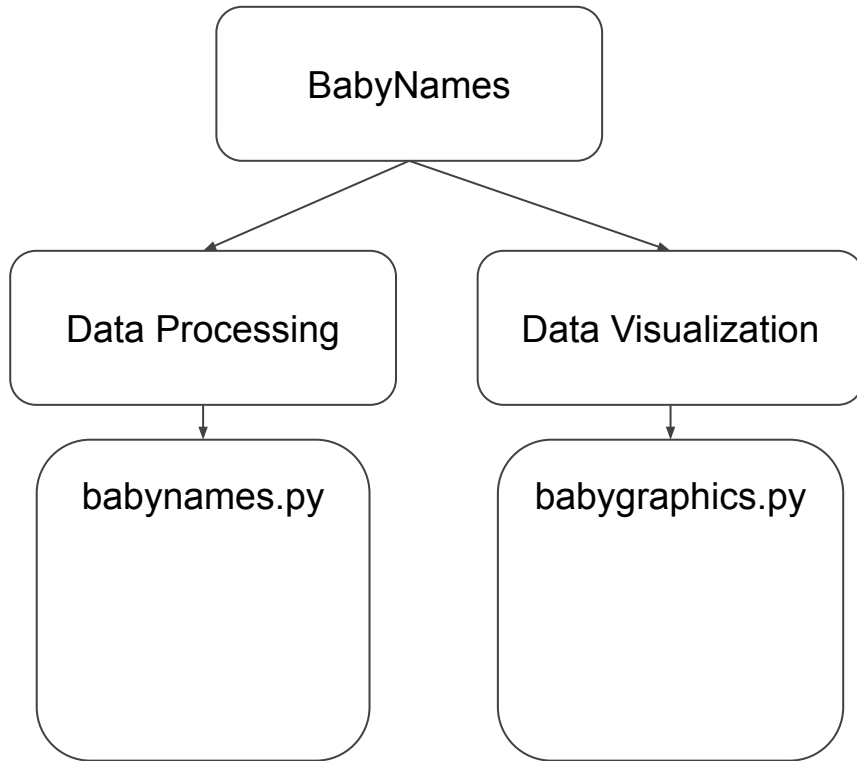 BabyNames
Data Processing
Data Visualization
babynames.py
babygraphics.py